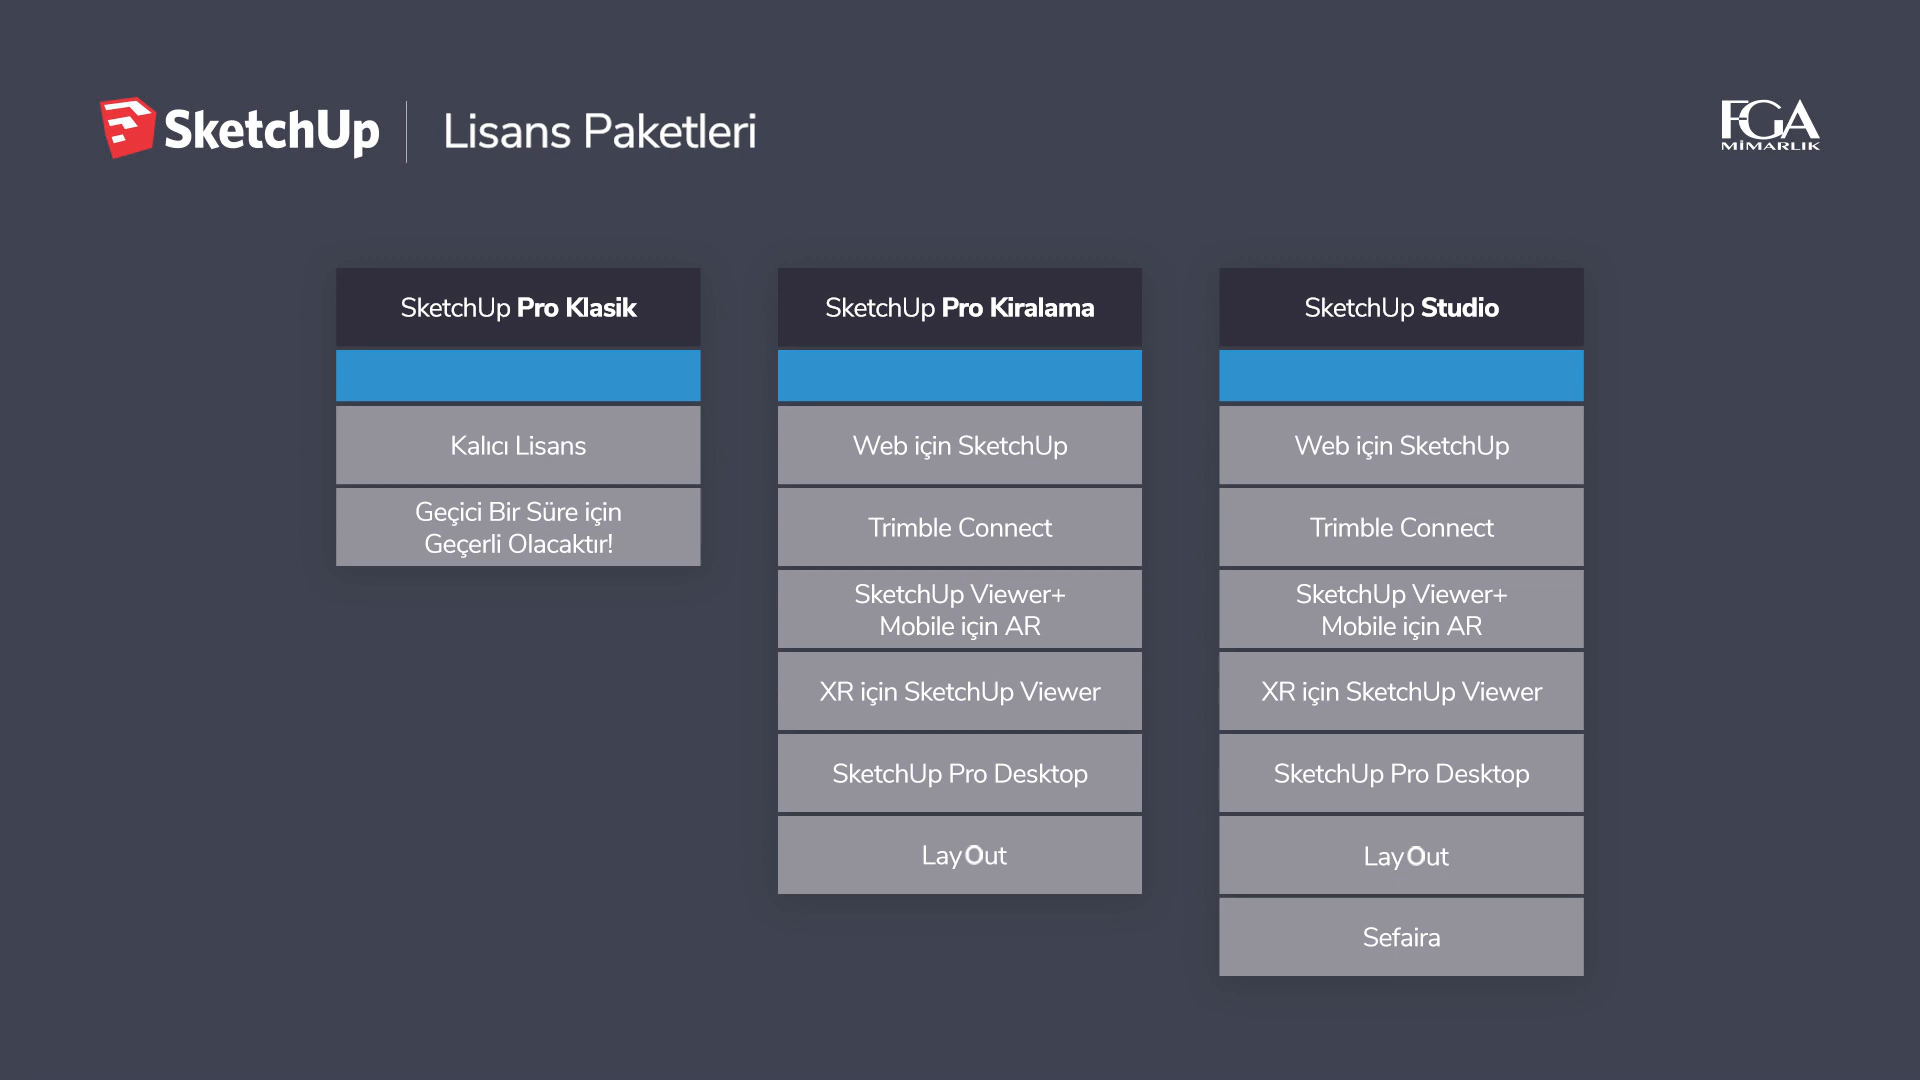 SketchUp
Lisans Paketleri
FGA
MİMARLIK
SketchUp Pro Klasik
Kalıcı Lisans
Geçici Bir Süre için
Geçerli Olacaktır!
SketchUp Pro Kiralama
Web için SketchUp
Trimble Connect
SketchUp Viewer+
Mobile için AR
XR için SketchUp Viewer
SketchUp Pro Desktop
LayOut
SketchUp Studio
Web için SketchUp
Trimble Connect
SketchUp Viewer+
Mobile için AR
XR için SketchUp Viewer
SketchUp Pro Desktop
LayOut
Sefaira